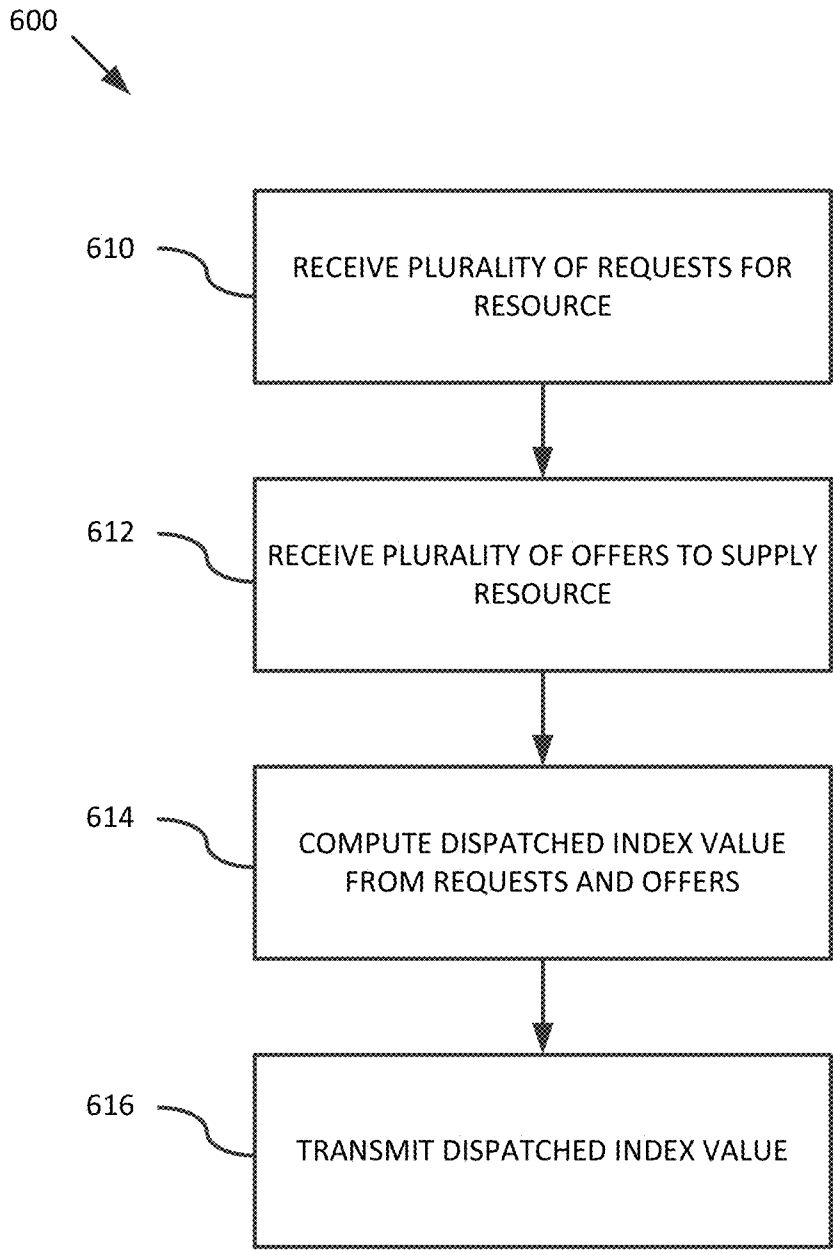 600
610
RECEIVE PLURALITY OF REQUESTS FOR
RESOURCE
612
RECEIVE PLURALITY OF OFFERS TO SUPPLY
RESOURCE
614
COMPUTE DISPATCHED INDEX VALUE
FROM REQUESTS AND OFFERS
616
TRANSMIT DISPATCHED INDEX VALUE